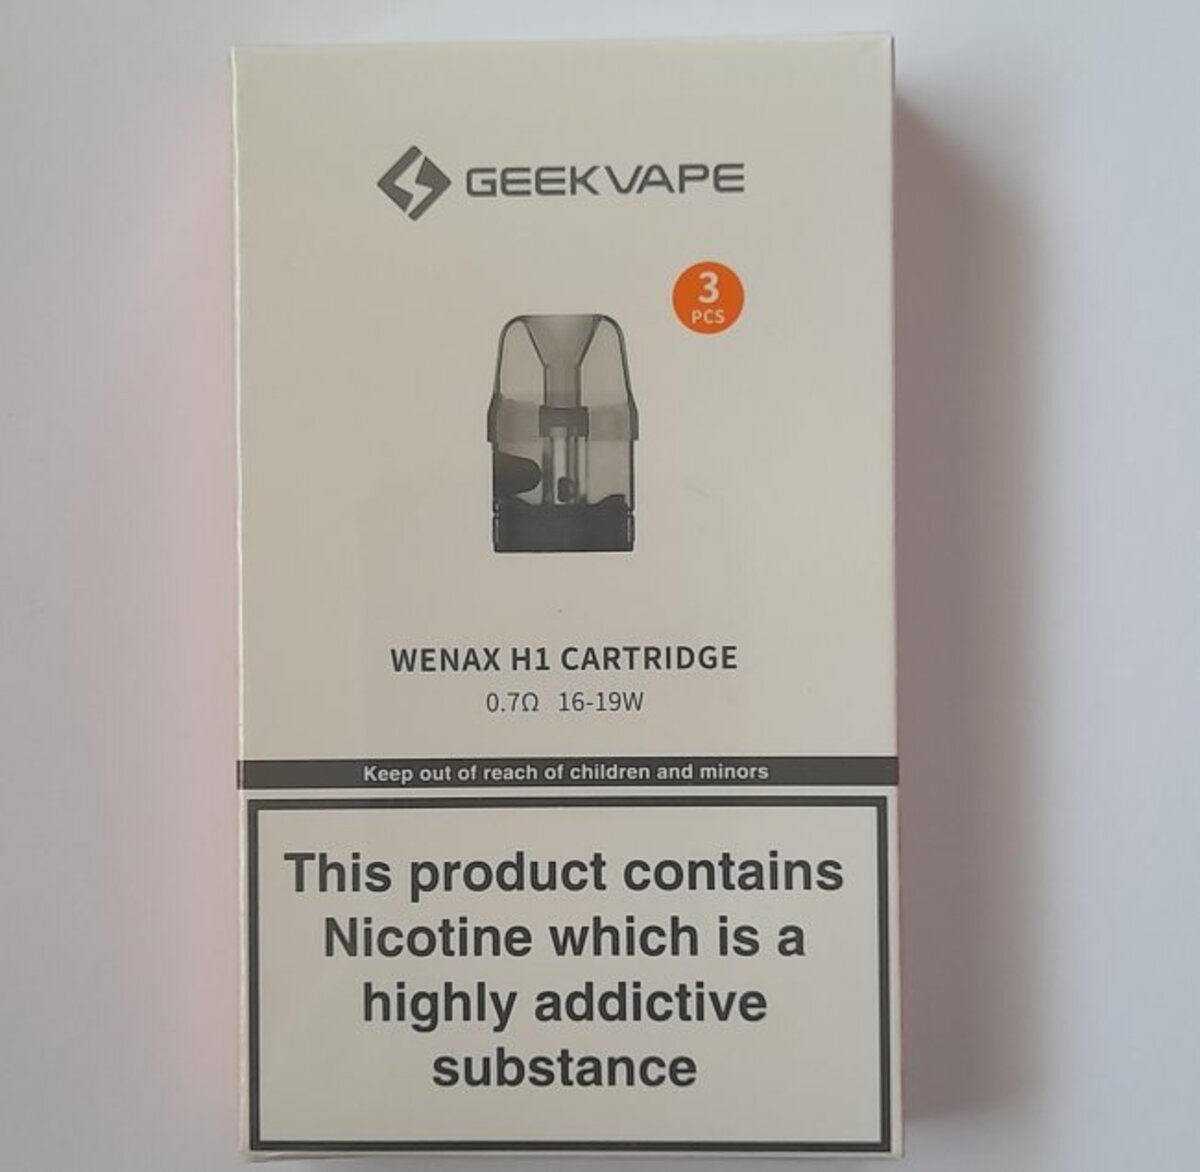 GEEKVAPE
3
PCS
WENAX H1 CARTRIDGE
0.7Ω 16-19W
Keep out of reach of children and minors
This product contains
Nicotine which is a
highly addictive
substance